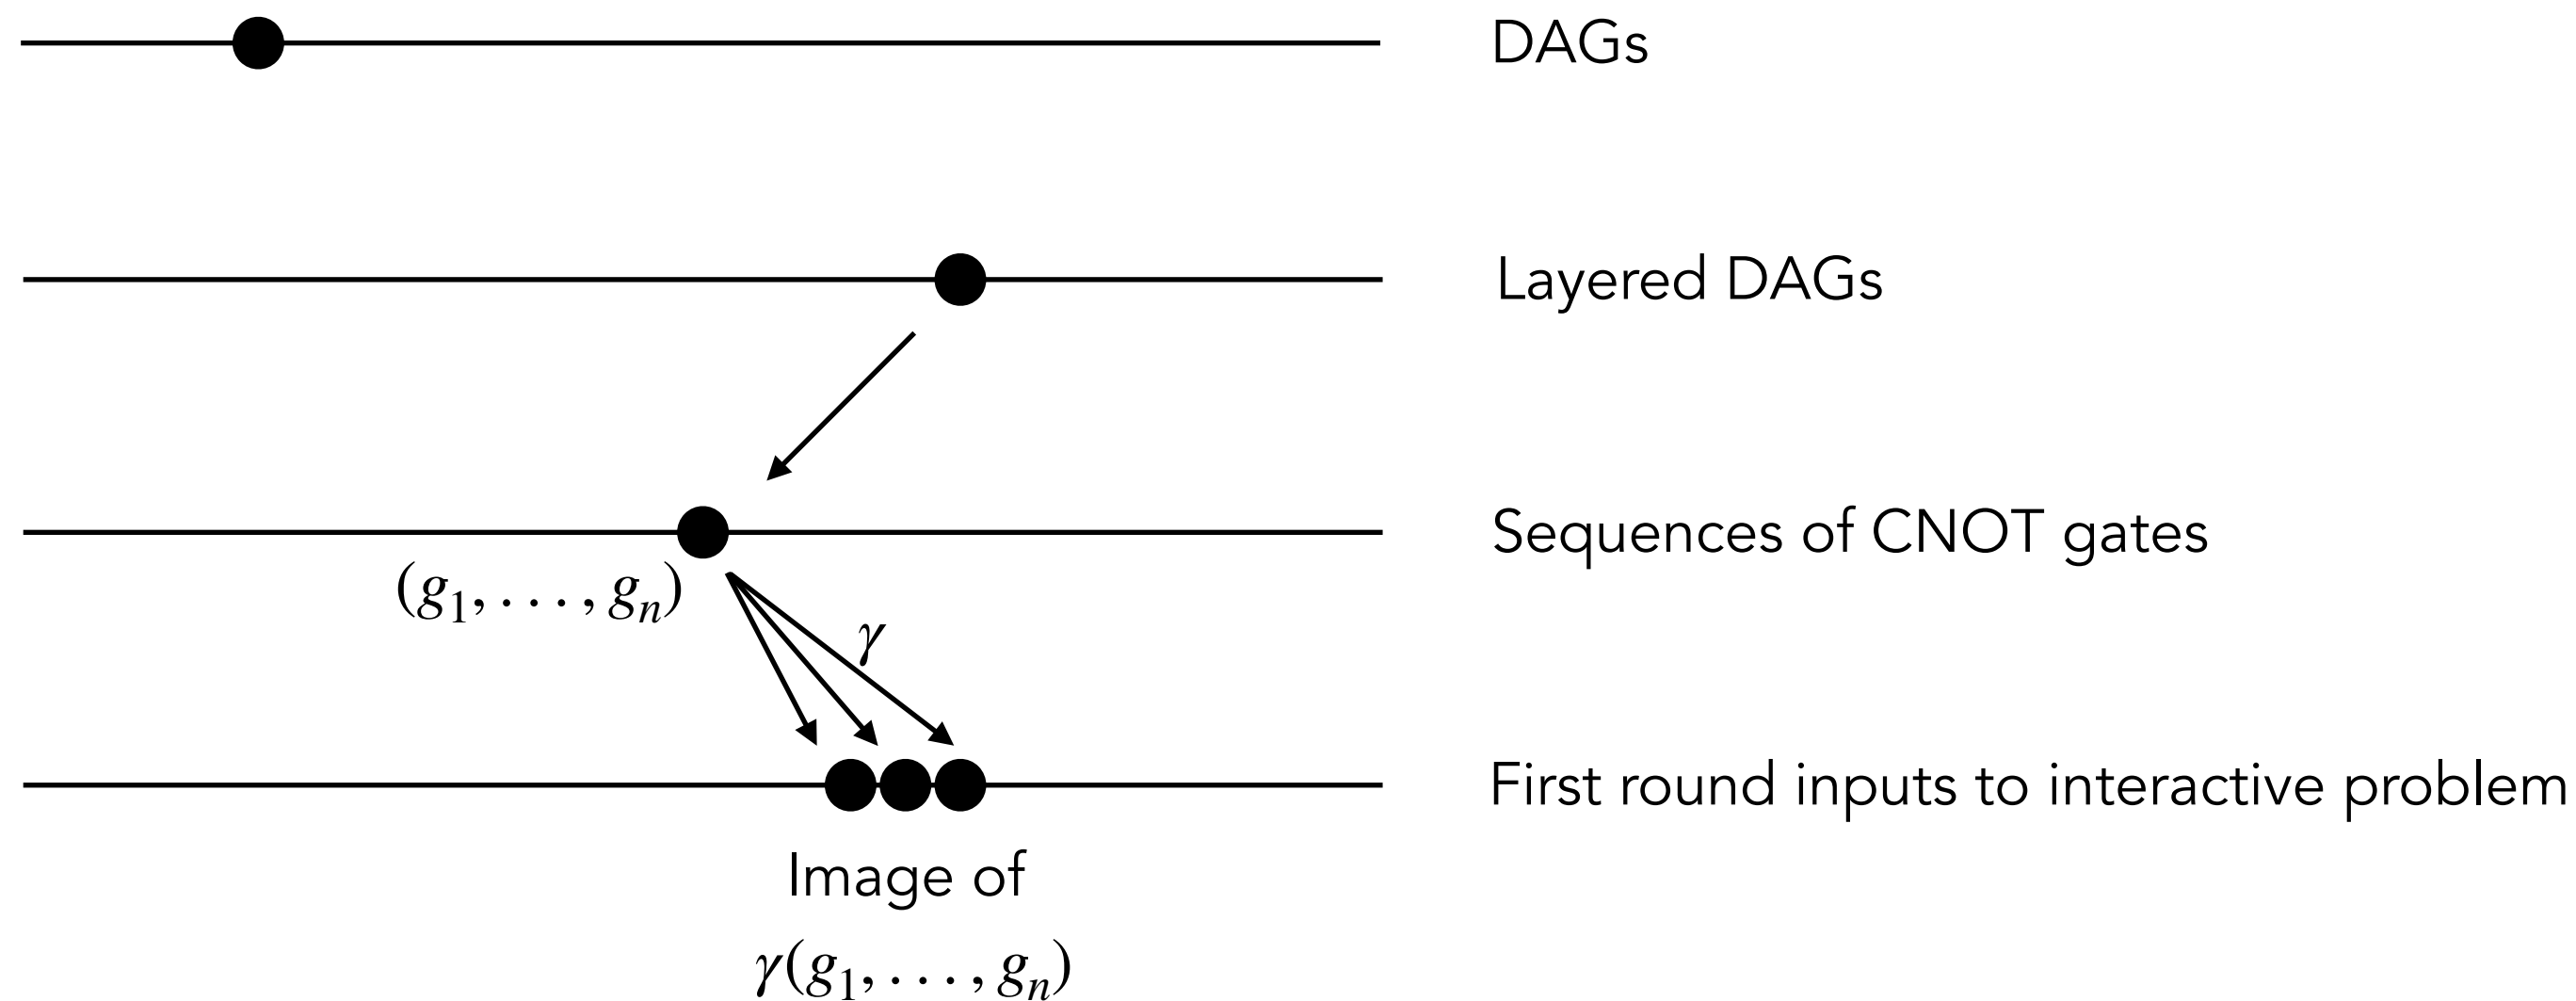 DAGs
Layered DAGs
Sequences of CNOT gates
(g₁, . . . , gₙ)
γ
First round inputs to interactive problem
Image of
γ(g₁, . . . , gₙ)